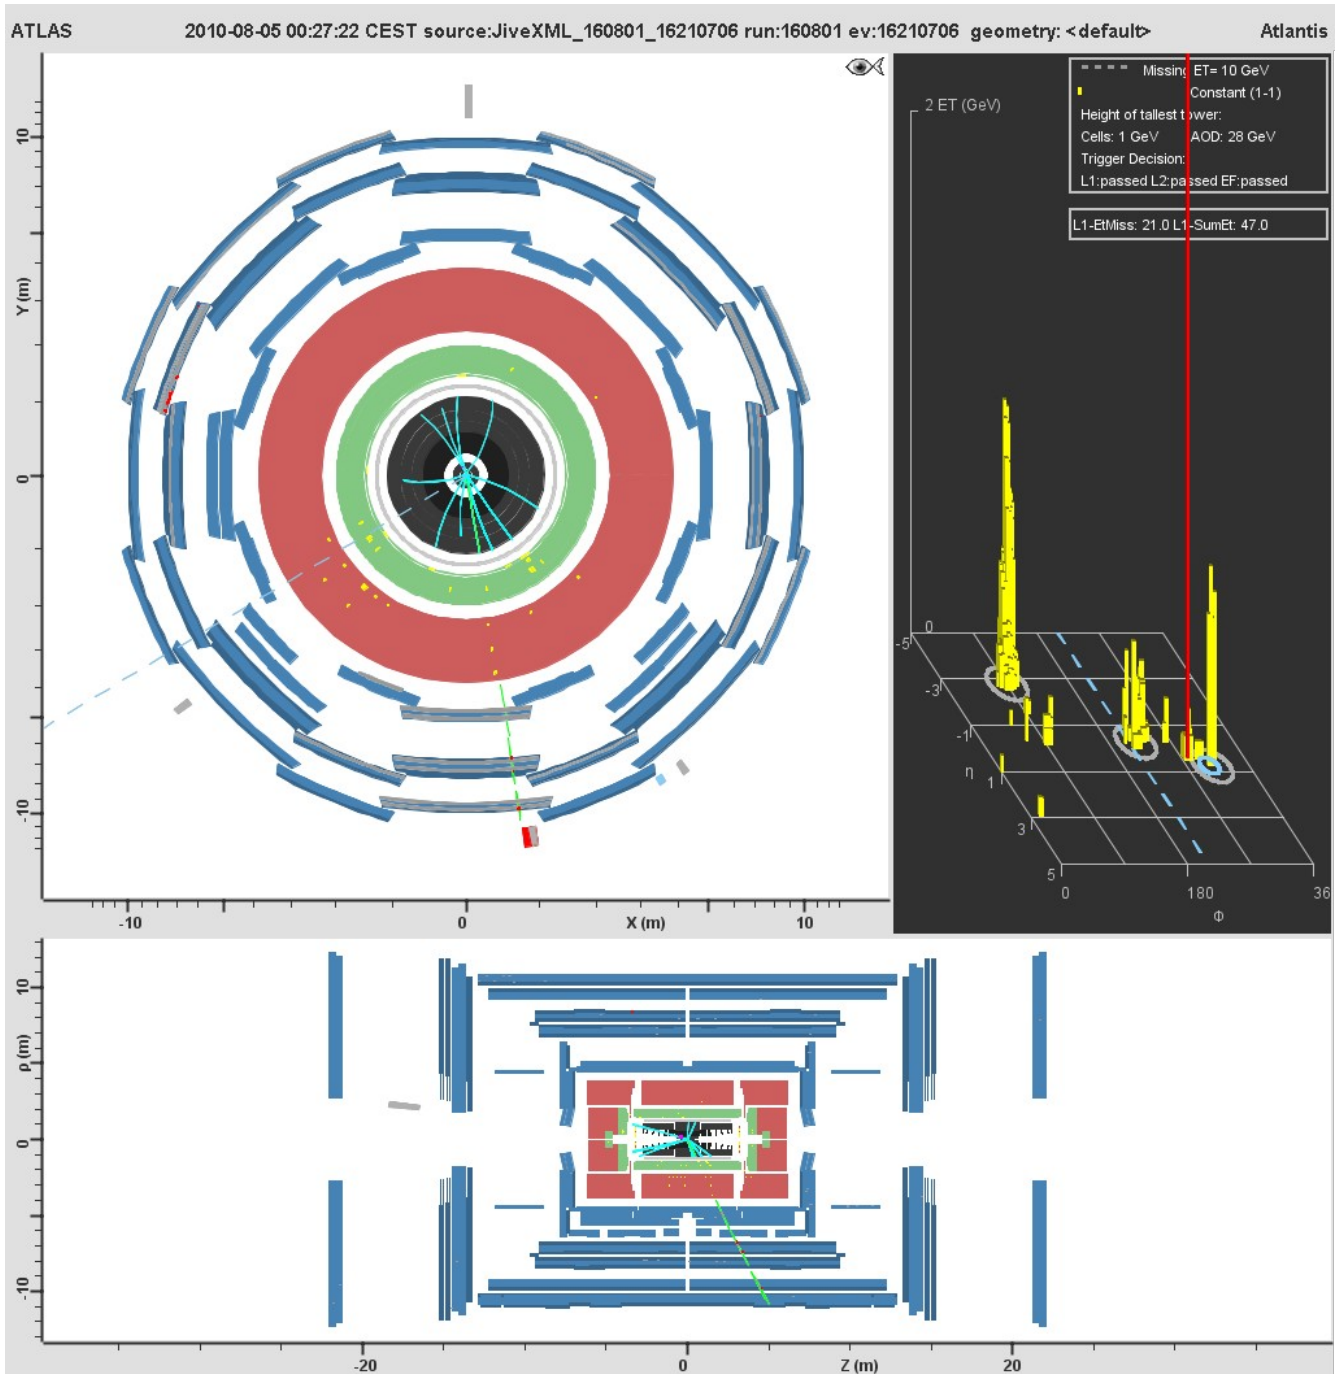 ATLAS 2010-08-05 00:27:22 CEST source:JiveXML_160801_16210706 run:160801 ev:16210706 geometry: <default> Atlantis
10
0
-10
Y (m)
-10 0 X (m) 10
Missing ET= 10 GeV
Constant (1-1)
Height of tallest tower:
Cells: 1 GeV AOD: 28 GeV
Trigger Decision:
L1:passed L2:passed EF:passed
L1-EtMiss: 21.0 L1-SumEt: 47.0
2 ET (GeV)
0
-5
-3
-1
η 1
3
5
0 180 36
Φ
10
0
-10
ρ (m)
-20 0 Z (m) 20